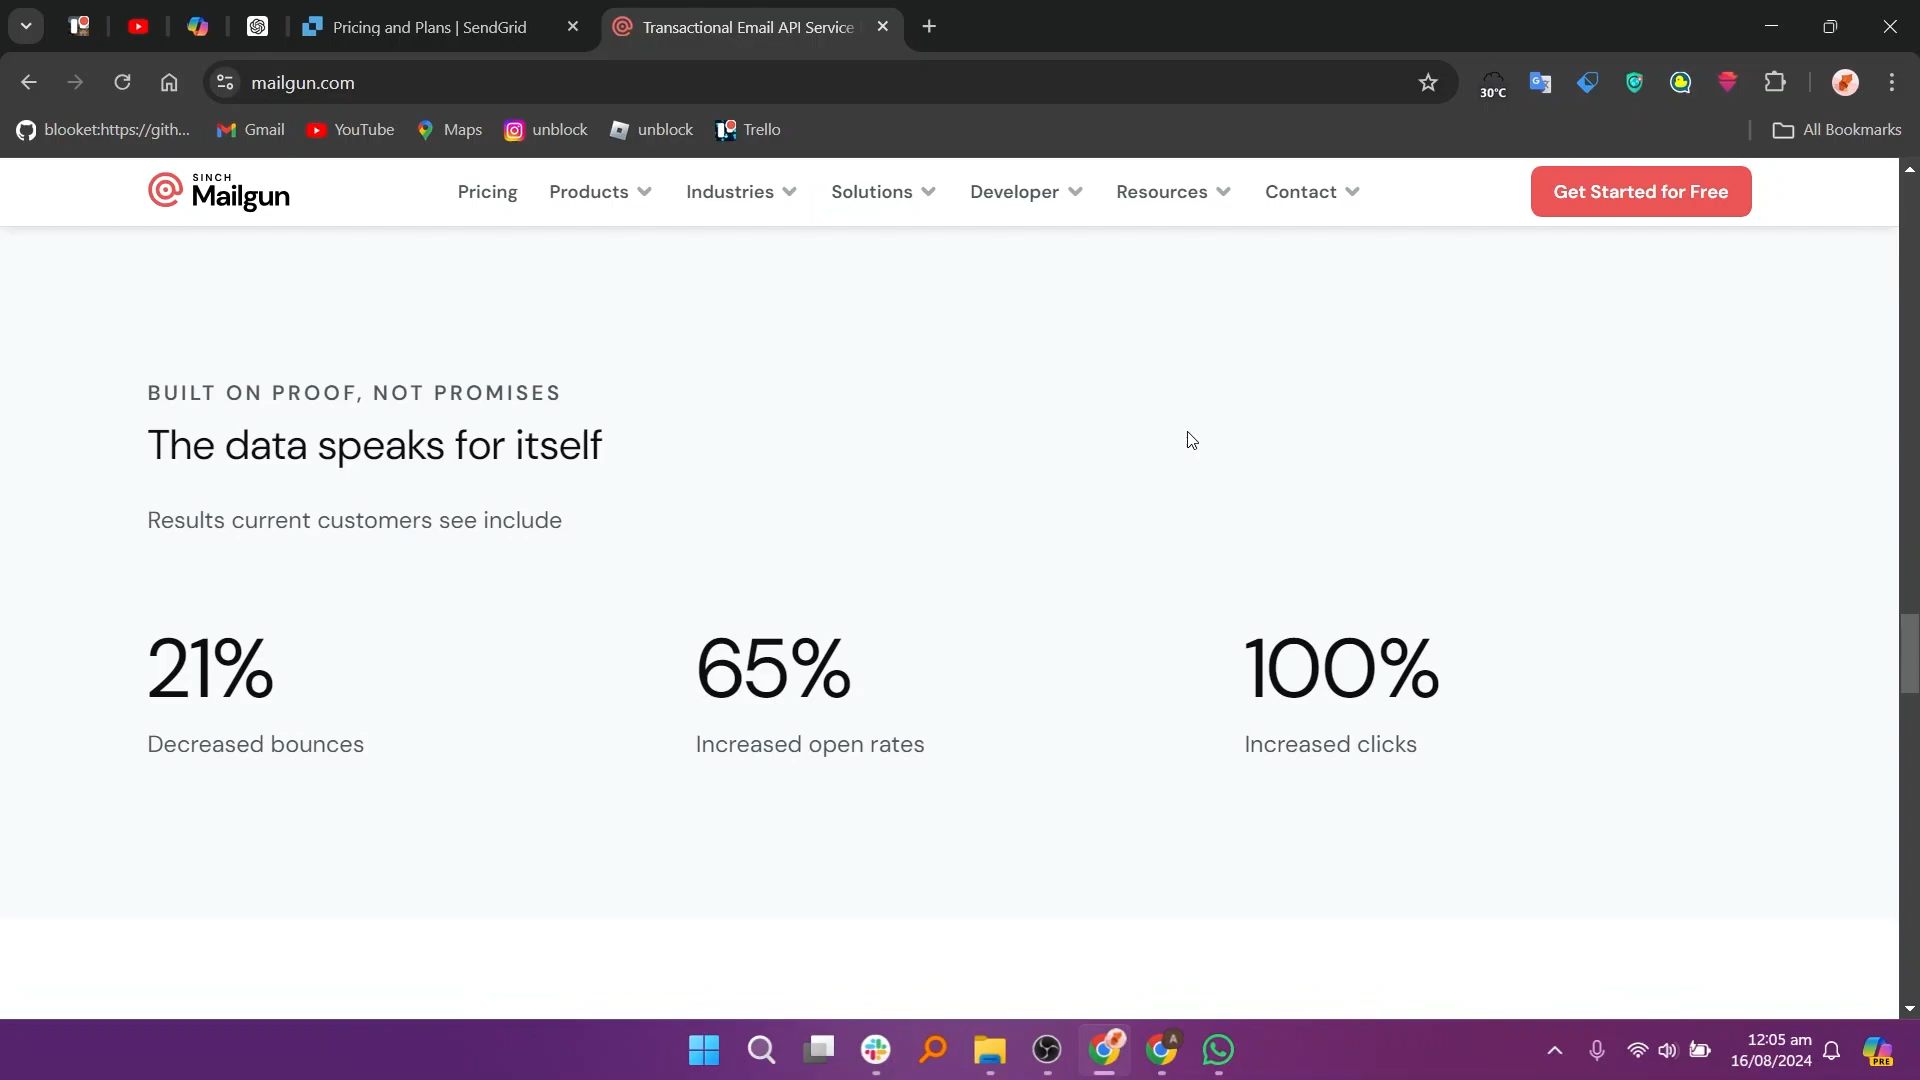 Pricing and Plans | SendGrid
Transactional Email API Service
mailgun.com
30°C
blooket:https://gith...
Gmail
YouTube
Maps
unblock
unblock
Trello
All Bookmarks
SINCH
Mailgun
Pricing
Products
Industries
Solutions
Developer
Resources
Contact
Get Started for Free
BUILT ON PROOF, NOT PROMISES
The data speaks for itself
Results current customers see include
21%
65%
100%
Decreased bounces
Increased open rates
Increased clicks
A
12:05 am
16/08/2024
PRE